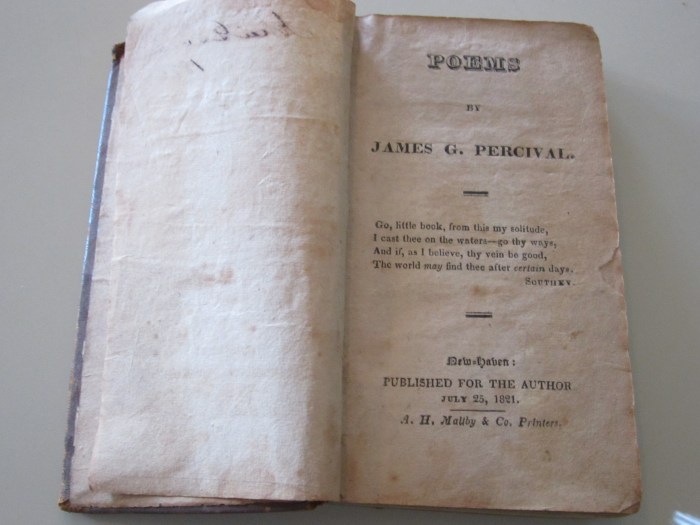 POEMS
BY
JAMES G. PERCIVAL.
Go, little book, from this my solitude,
I cast thee on the waters—go thy ways,
And if, as I believe, thy vein be good,
The world may find thee after certain days.
SOUTHEY.
New-Haven:
PUBLISHED FOR THE AUTHOR
JULY 25, 1821.
A. H. Maltby & Co. Printers.